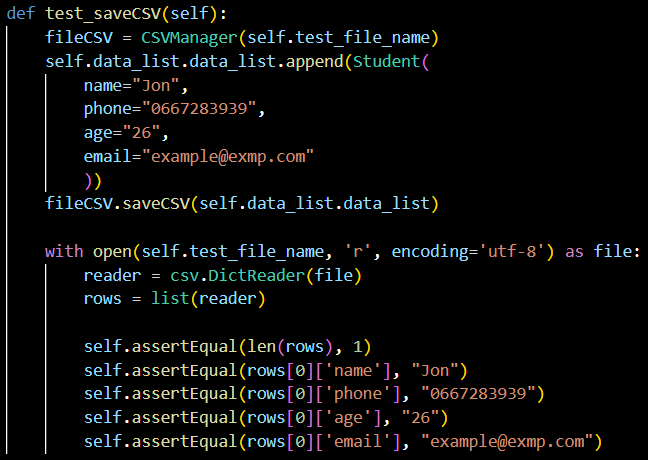 def test_saveCSV(self):
    fileCSV = CSVManager(self.test_file_name)
    self.data_list.data_list.append(Student(
        name="Jon",
        phone="0667283939",
        age="26",
        email="example@exmp.com"
        ))
    fileCSV.saveCSV(self.data_list.data_list)

    with open(self.test_file_name, 'r', encoding='utf-8') as file:
        reader = csv.DictReader(file)
        rows = list(reader)

        self.assertEqual(len(rows), 1)
        self.assertEqual(rows[0]['name'], "Jon")
        self.assertEqual(rows[0]['phone'], "0667283939")
        self.assertEqual(rows[0]['age'], "26")
        self.assertEqual(rows[0]['email'], "example@exmp.com")